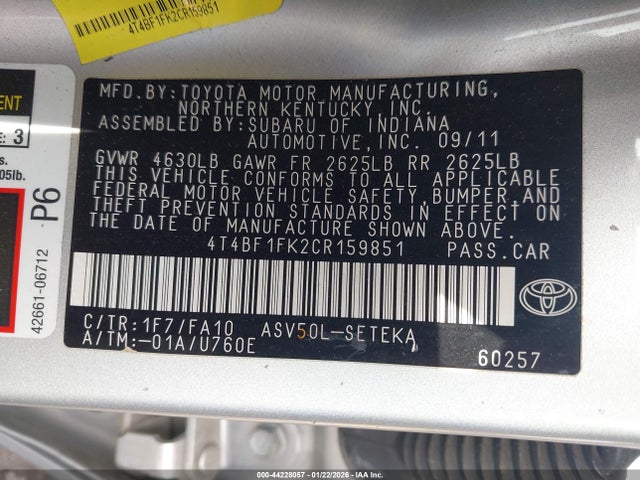 4T4BF1FK2CR159851
MFD.BY:TOYOTA MOTOR MANUFACTURING,
NORTHERN KENTUCKY, INC.
ASSEMBLED BY:SUBARU OF INDIANA
AUTOMOTIVE,INC. 09/11
GVWR 4630LB GAWR FR 2625LB RR 2625LB
THIS VEHICLE CONFORMS TO ALL APPLICABLE
FEDERAL MOTOR VEHICLE SAFETY,BUMPER,AND
THEFT PREVENTION STANDARDS IN EFFECT ON
THE DATE OF MANUFACTURE SHOWN ABOVE.
4T4BF1FK2CR159851 PASS.CAR
C/TR:1F7/FA10 ASV50L-SETEKA
A/TM:-01A/U760E
60257
ENT
E: 3
s.
05lb.
P6
42661-06712
000-44228057 | 01/22/2026 | IAAI.COM